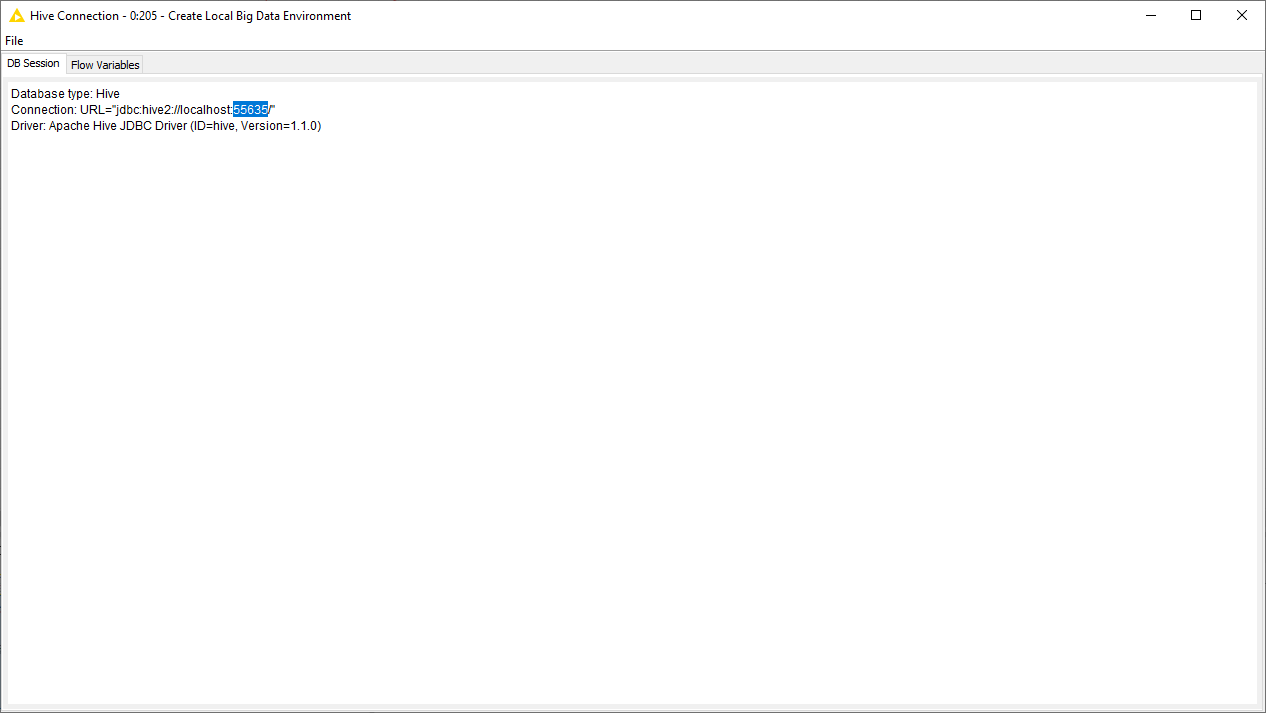 Hive Connection - 0:205 - Create Local Big Data Environment
File
DB Session Flow Variables
Database type: Hive
Connection: URL="jdbc:hive2://localhost:55635/"
Driver: Apache Hive JDBC Driver (ID=hive, Version=1.1.0)